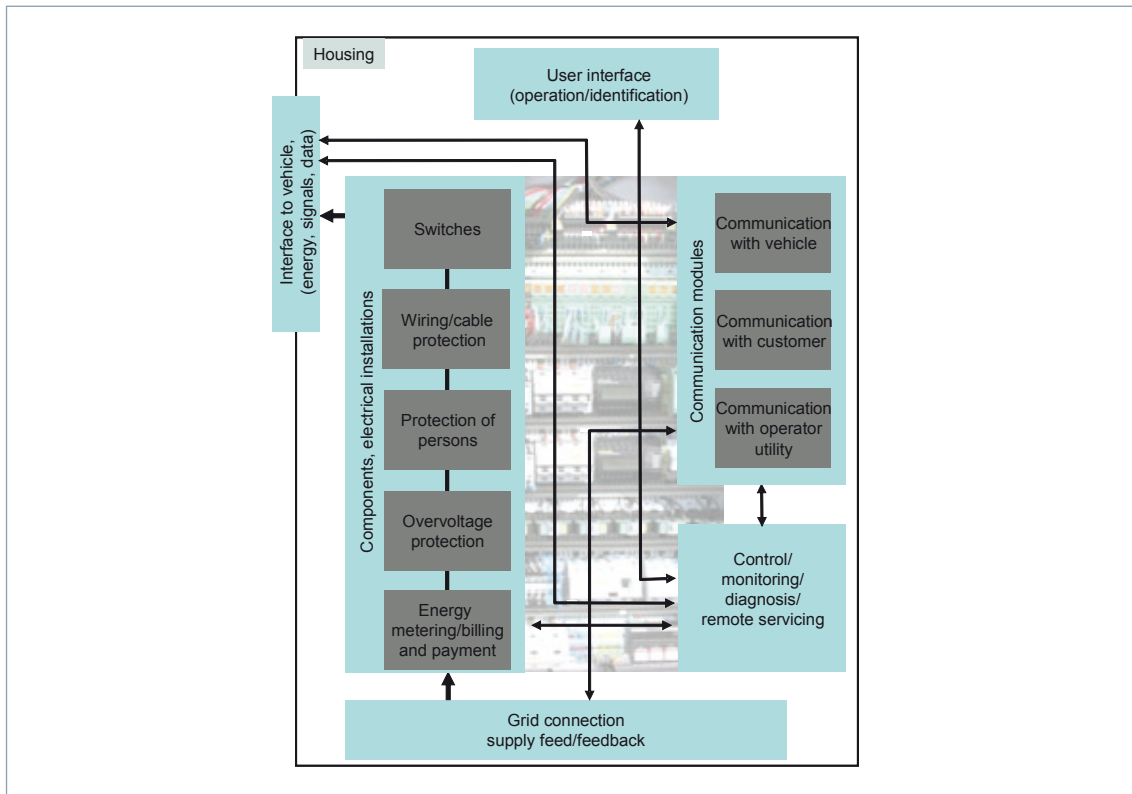 Housing
User interface
(operation/identification)
Interface to vehicle,
(energy, signals, data)
Components, electrical installations
Switches
Wiring/cable
protection
Protection of
persons
Overvoltage
protection
Energy
metering/billing
and payment
Communication modules
Communication
with vehicle
Communication
with customer
Communication
with operator
utility
Control/
monitoring/
diagnosis/
remote servicing
Grid connection
supply feed/feedback